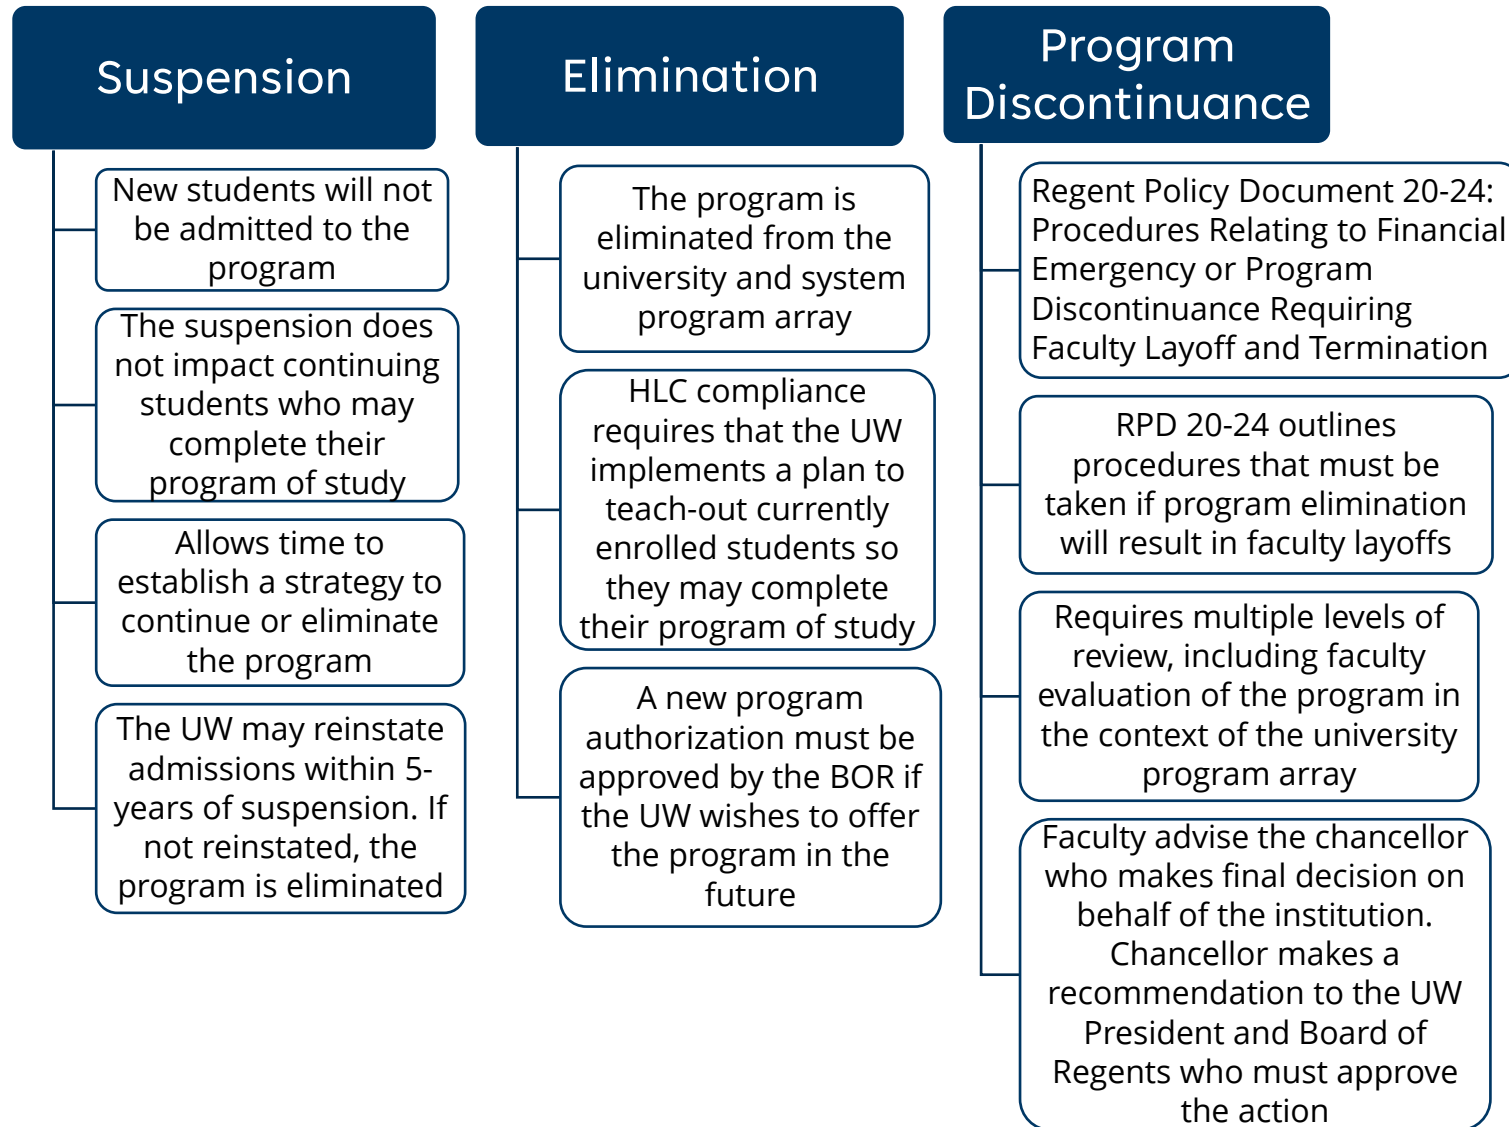 Suspension
New students will not
be admitted to the
program
The suspension does
not impact continuing
students who may
complete their
program of study
Allows time to
establish a strategy to
continue or eliminate
the program
The UW may reinstate
admissions within 5-
years of suspension. If
not reinstated, the
program is eliminated
Elimination
The program is
eliminated from the
university and system
program array
HLC compliance
requires that the UW
implements a plan to
teach-out currently
enrolled students so
they may complete
their program of study
A new program
authorization must be
approved by the BOR if
the UW wishes to offer
the program in the
future
Program
Discontinuance
Regent Policy Document 20-24:
Procedures Relating to Financial
Emergency or Program
Discontinuance Requiring
Faculty Layoff and Termination
RPD 20-24 outlines
procedures that must be
taken if program elimination
will result in faculty layoffs
Requires multiple levels of
review, including faculty
evaluation of the program in
the context of the university
program array
Faculty advise the chancellor
who makes final decision on
behalf of the institution.
Chancellor makes a
recommendation to the UW
President and Board of
Regents who must approve
the action